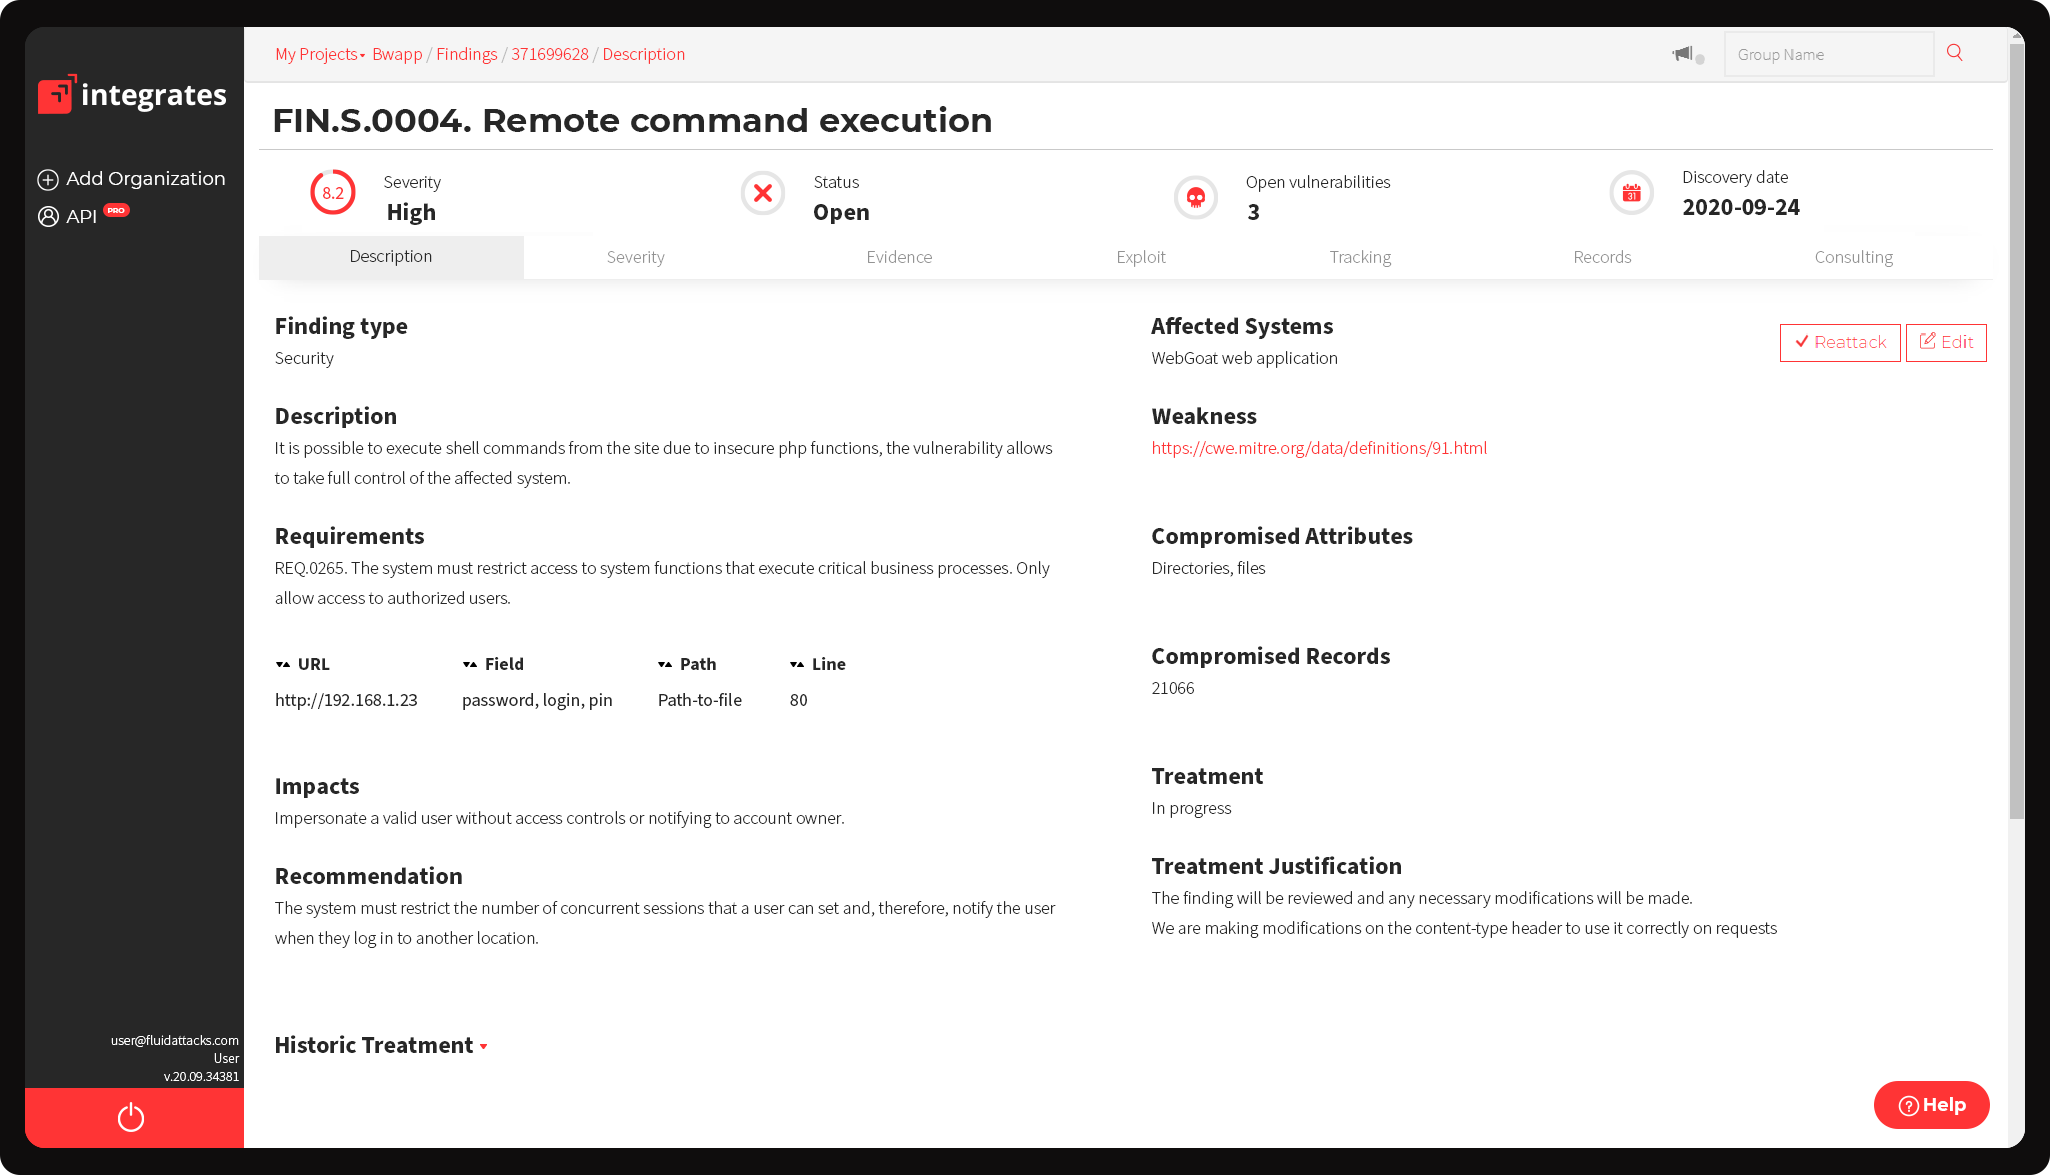 integrates
Add Organization
API PRO
user@fluidattacks.com
User
v.20.09.34381
My Projects Bwapp / Findings / 371699628 / Description
Group Name
FIN.S.0004. Remote command execution
8.2
Severity
High
Status
Open
Open vulnerabilities
3
31
Discovery date
2020-09-24
Description Severity Evidence Exploit Tracking Records Consulting
Finding type
Security
Description
It is possible to execute shell commands from the site due to insecure php functions, the vulnerability allows
to take full control of the affected system.
Requirements
REQ.0265. The system must restrict access to system functions that execute critical business processes. Only
allow access to authorized users.
URL Field Path Line
http://192.168.1.23 password, login, pin Path-to-file 80
Impacts
Impersonate a valid user without access controls or notifying to account owner.
Recommendation
The system must restrict the number of concurrent sessions that a user can set and, therefore, notify the user
when they log in to another location.
Historic Treatment
Affected Systems
WebGoat web application
Reattack Edit
Weakness
https://cwe.mitre.org/data/definitions/91.html
Compromised Attributes
Directories, files
Compromised Records
21066
Treatment
In progress
Treatment Justification
The finding will be reviewed and any necessary modifications will be made.
We are making modifications on the content-type header to use it correctly on requests
? Help